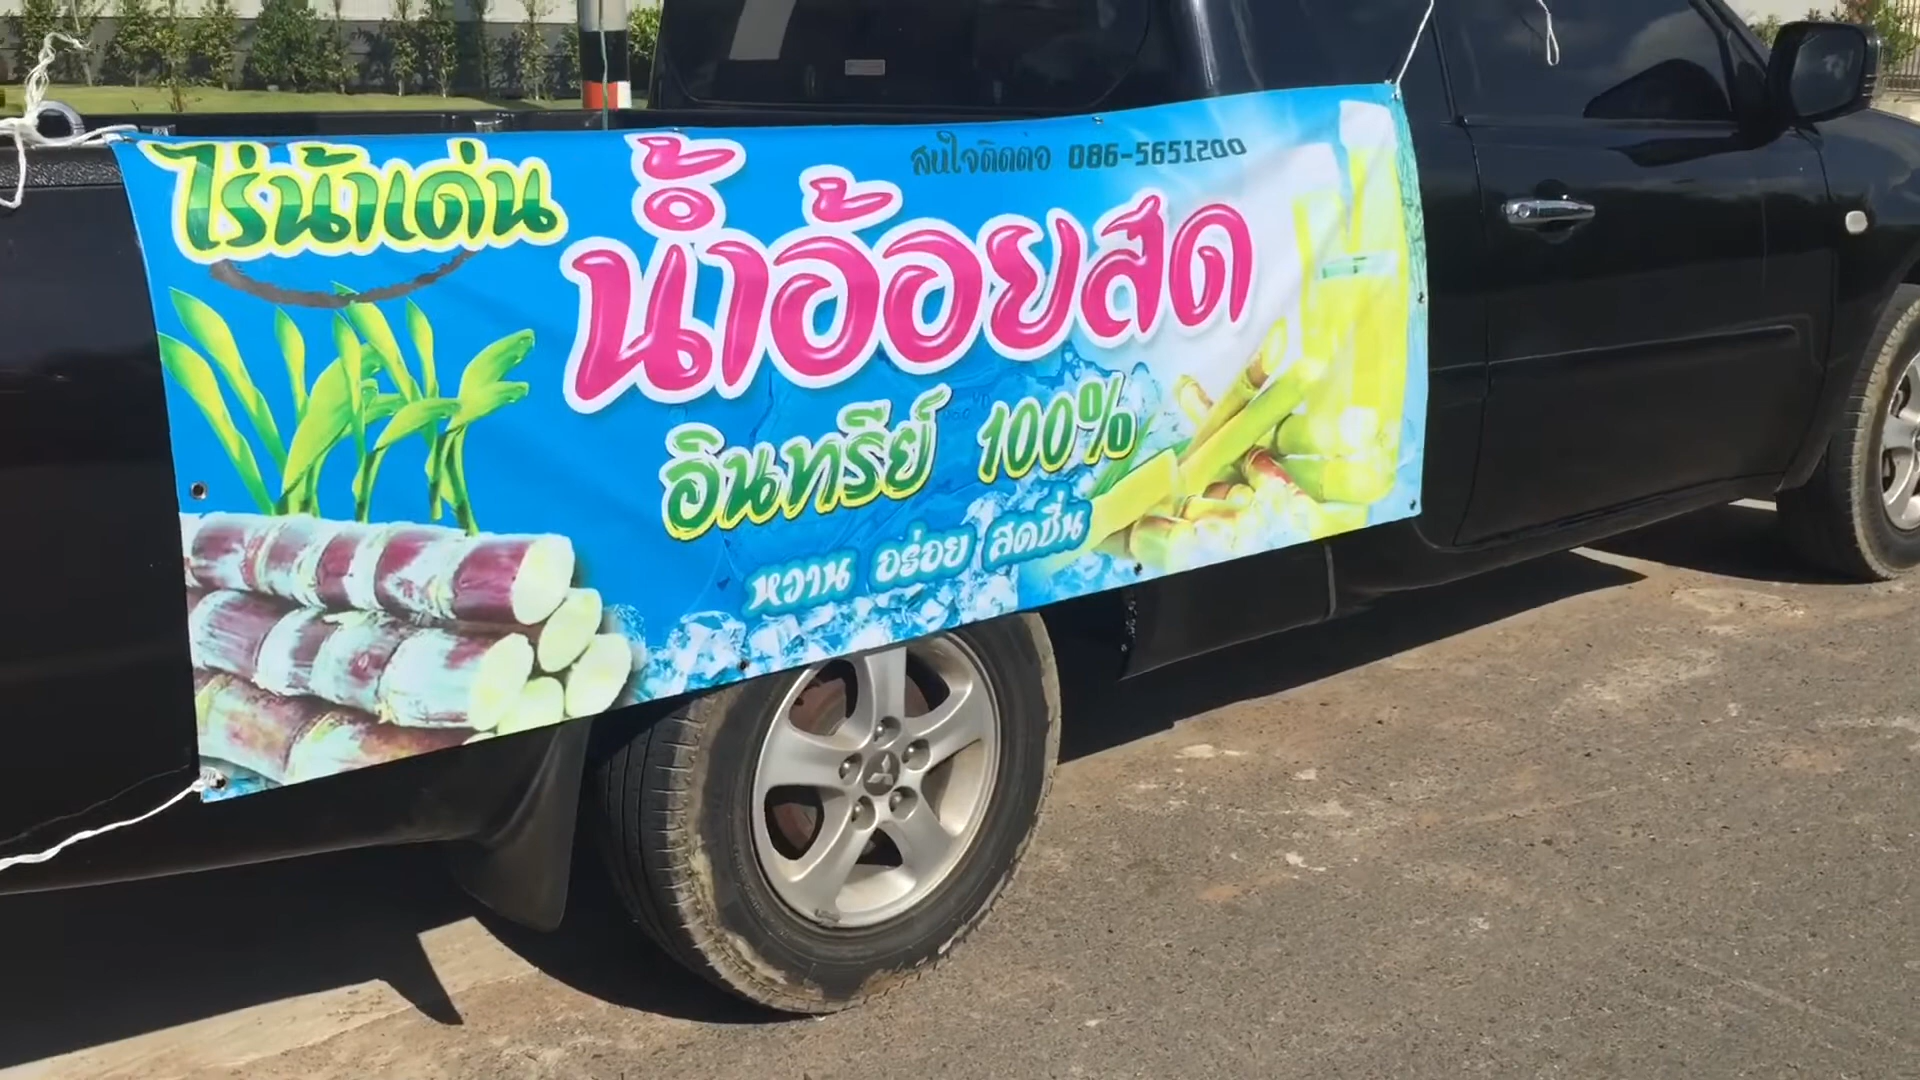 ไร่น้าเด่น
สนใจติดต่อ 086-5651200
น้ำอ้อยสด
อินทรีย์ 100%
หวาน อร่อย สดชื่น